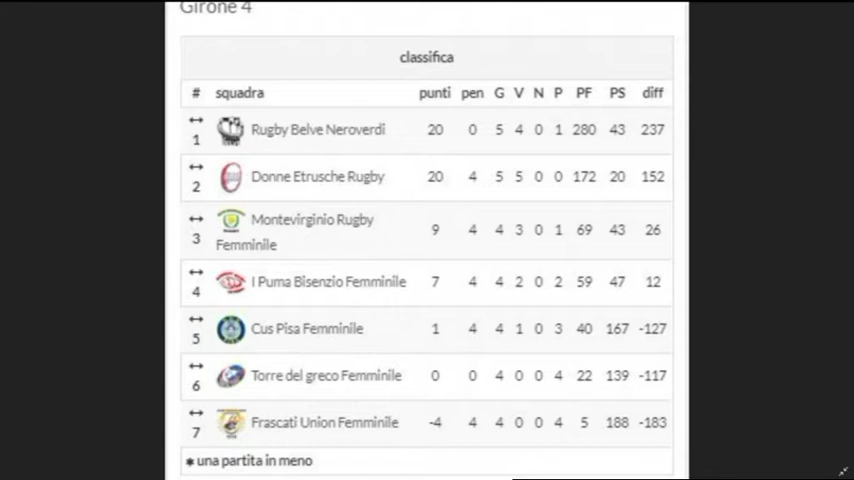 Girone 4
classifica
# squadra punti pen G V N P PF PS diff
↔ 1 Rugby Belve Neroverdi 20 0 5 4 0 1 280 43 237
↔ 2 Donne Etrusche Rugby 20 4 5 5 0 0 172 20 152
↔ 3 Montevirginio Rugby Femminile 9 4 4 3 0 1 69 43 26
↔ 4 I Puma Bisenzio Femminile 7 4 4 2 0 2 59 47 12
↔ 5 Cus Pisa Femminile 1 4 4 1 0 3 40 167 -127
↔ 6 Torre del greco Femminile 0 0 4 0 0 4 22 139 -117
↔ 7 Frascati Union Femminile -4 4 4 0 0 4 5 188 -183
✱ una partita in meno